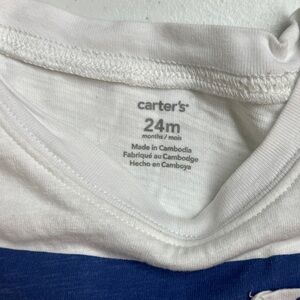 carter's®
24m
months / mois
Made in Cambodia
Fabriqué au Cambodge
Hecho en Camboya